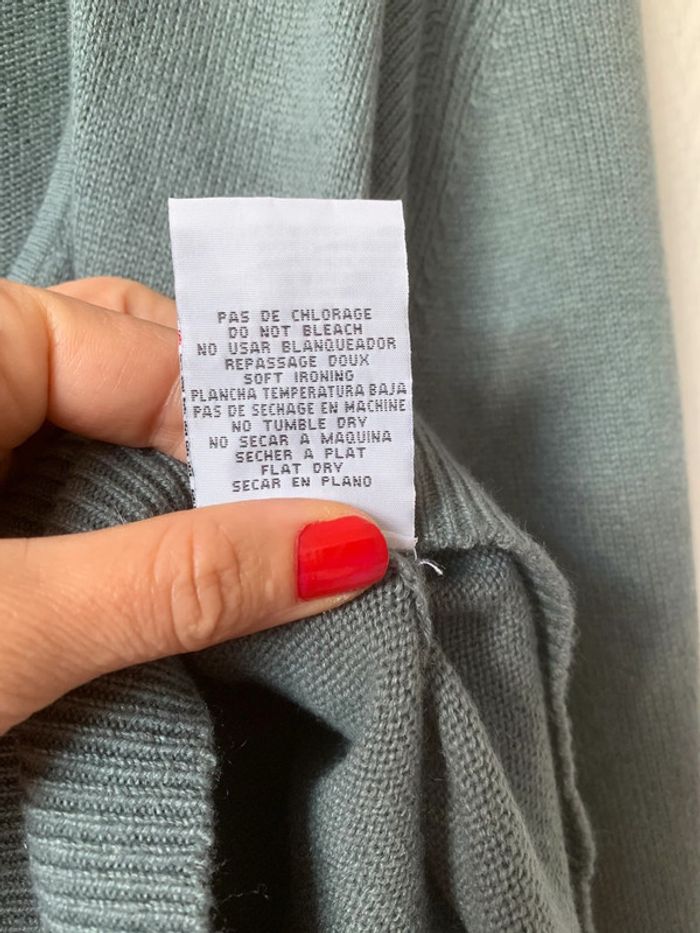 PAS DE CHLORAGE
DO NOT BLEACH
NO USAR BLANQUEADOR
REPASSAGE DOUX
SOFT IRONING
PLANCHA TEMPERATURA BAJA
PAS DE SECHAGE EN MACHINE
NO TUMBLE DRY
NO SECAR A MAQUINA
SECHER A PLAT
FLAT DRY
SECAR EN PLANO